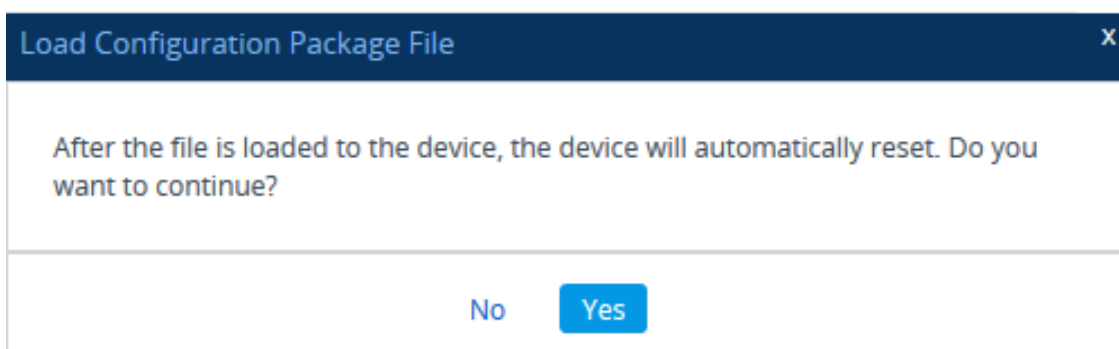 Load Configuration Package File
x
After the file is loaded to the device, the device will automatically reset. Do you
want to continue?
No
Yes